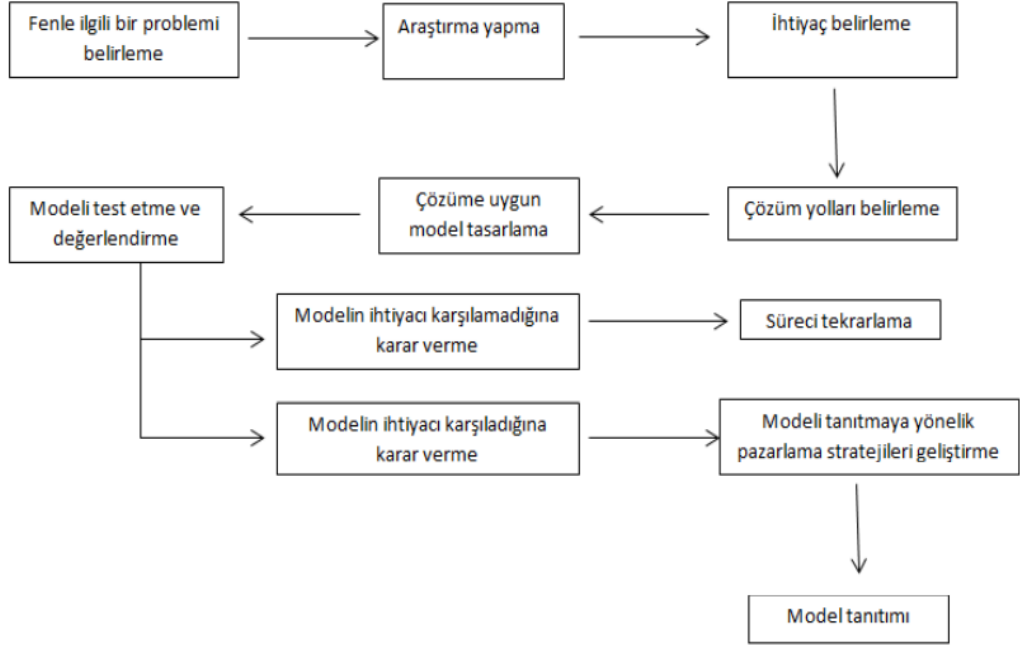 Fenle ilgili bir problemi
belirleme
Araştırma yapma
İhtiyaç belirleme
Çözüm yolları belirleme
Çözüme uygun
model tasarlama
Modeli test etme ve
değerlendirme
Modelin ihtiyacı karşılamadığına
karar verme
Süreci tekrarlama
Modelin ihtiyacı karşıladığına
karar verme
Modeli tanıtmaya yönelik
pazarlama stratejileri geliştirme
Model tanıtımı